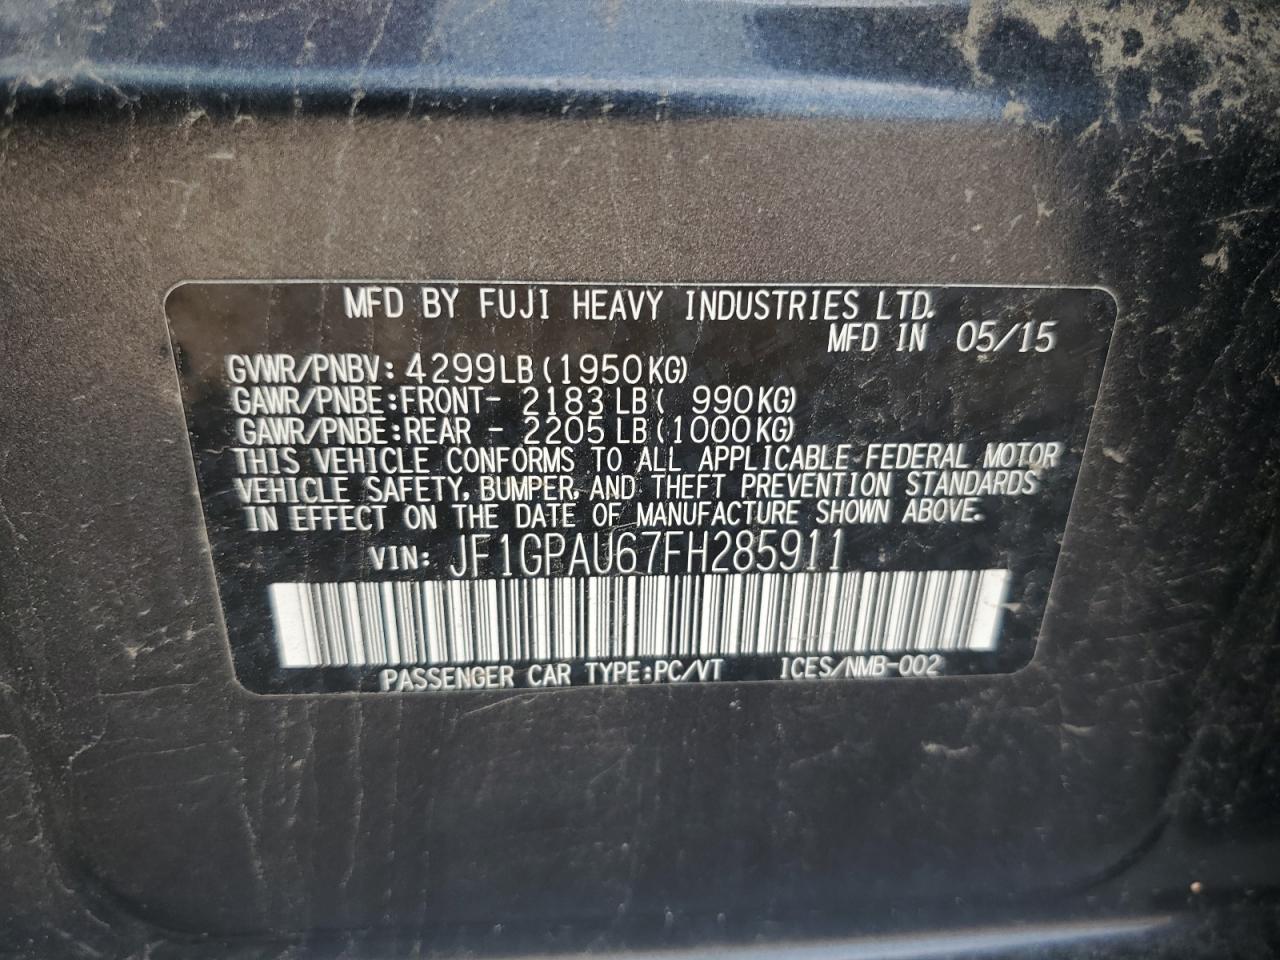 MFD BY FUJI HEAVY INDUSTRIES LTD.
MFD IN 05/15
GVWR/PNBV: 4299LB(1950KG)
GAWR/PNBE:FRONT- 2183 LB( 990KG)
GAWR/PNBE:REAR - 2205 LB(1000KG)
THIS VEHICLE CONFORMS TO ALL APPLICABLE FEDERAL MOTOR
VEHICLE SAFETY, BUMPER, AND THEFT PREVENTION STANDARDS
IN EFFECT ON THE DATE OF MANUFACTURE SHOWN ABOVE.
VIN: JF1GPAU67FH285911
PASSENGER CAR TYPE:PC/VT ICES/NMB-002